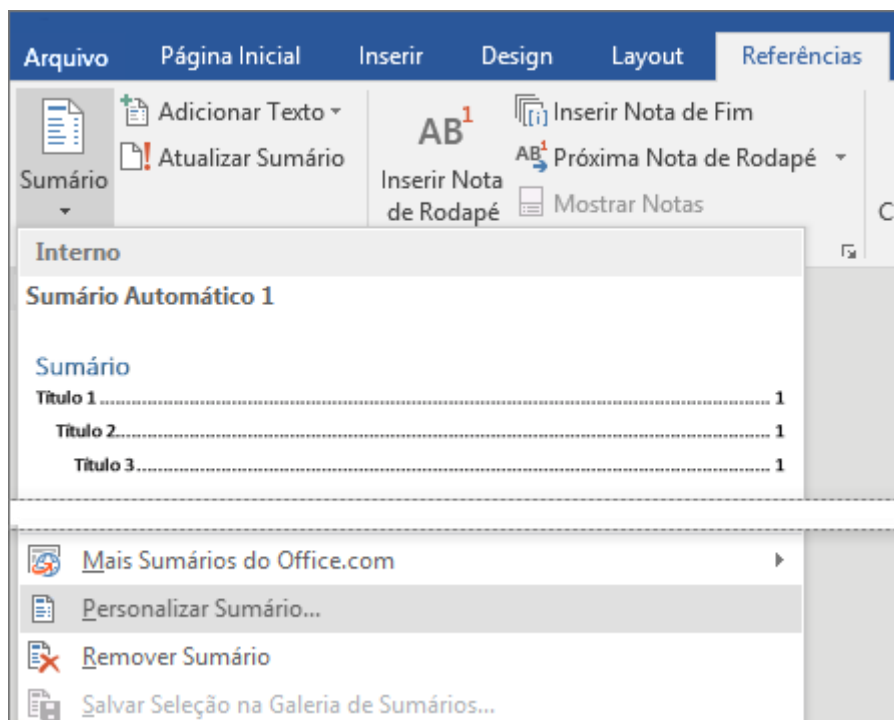 Arquivo Página Inicial Inserir Design Layout Referências
Sumário
Adicionar Texto
Atualizar Sumário
AB1
Inserir Nota
de Rodapé
[i] Inserir Nota de Fim
AB1 Próxima Nota de Rodapé
Mostrar Notas
C
Interno
Sumário Automático 1
Sumário
Título 1 ........ 1
Título 2 ........ 1
Título 3 ........ 1
Mais Sumários do Office.com
Personalizar Sumário...
Remover Sumário
Salvar Seleção na Galeria de Sumários...